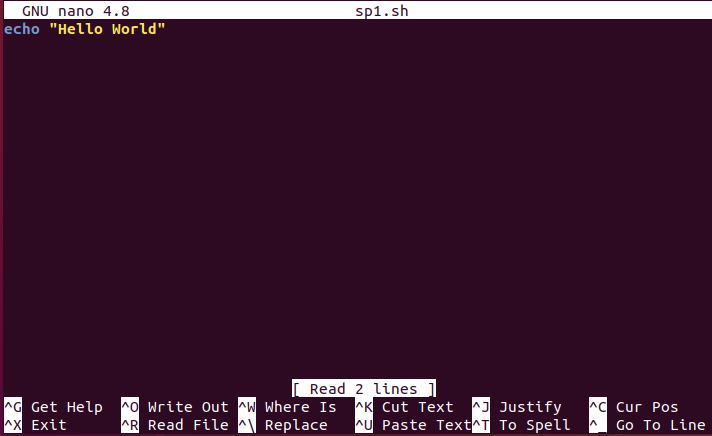 GNU nano 4.8 sp1.sh
echo "Hello World"
[ Read 2 lines ]
^G Get Help ^O Write Out ^W Where Is ^K Cut Text ^J Justify ^C Cur Pos
^X Exit ^R Read File ^\ Replace ^U Paste Text ^T To Spell ^_ Go To Line